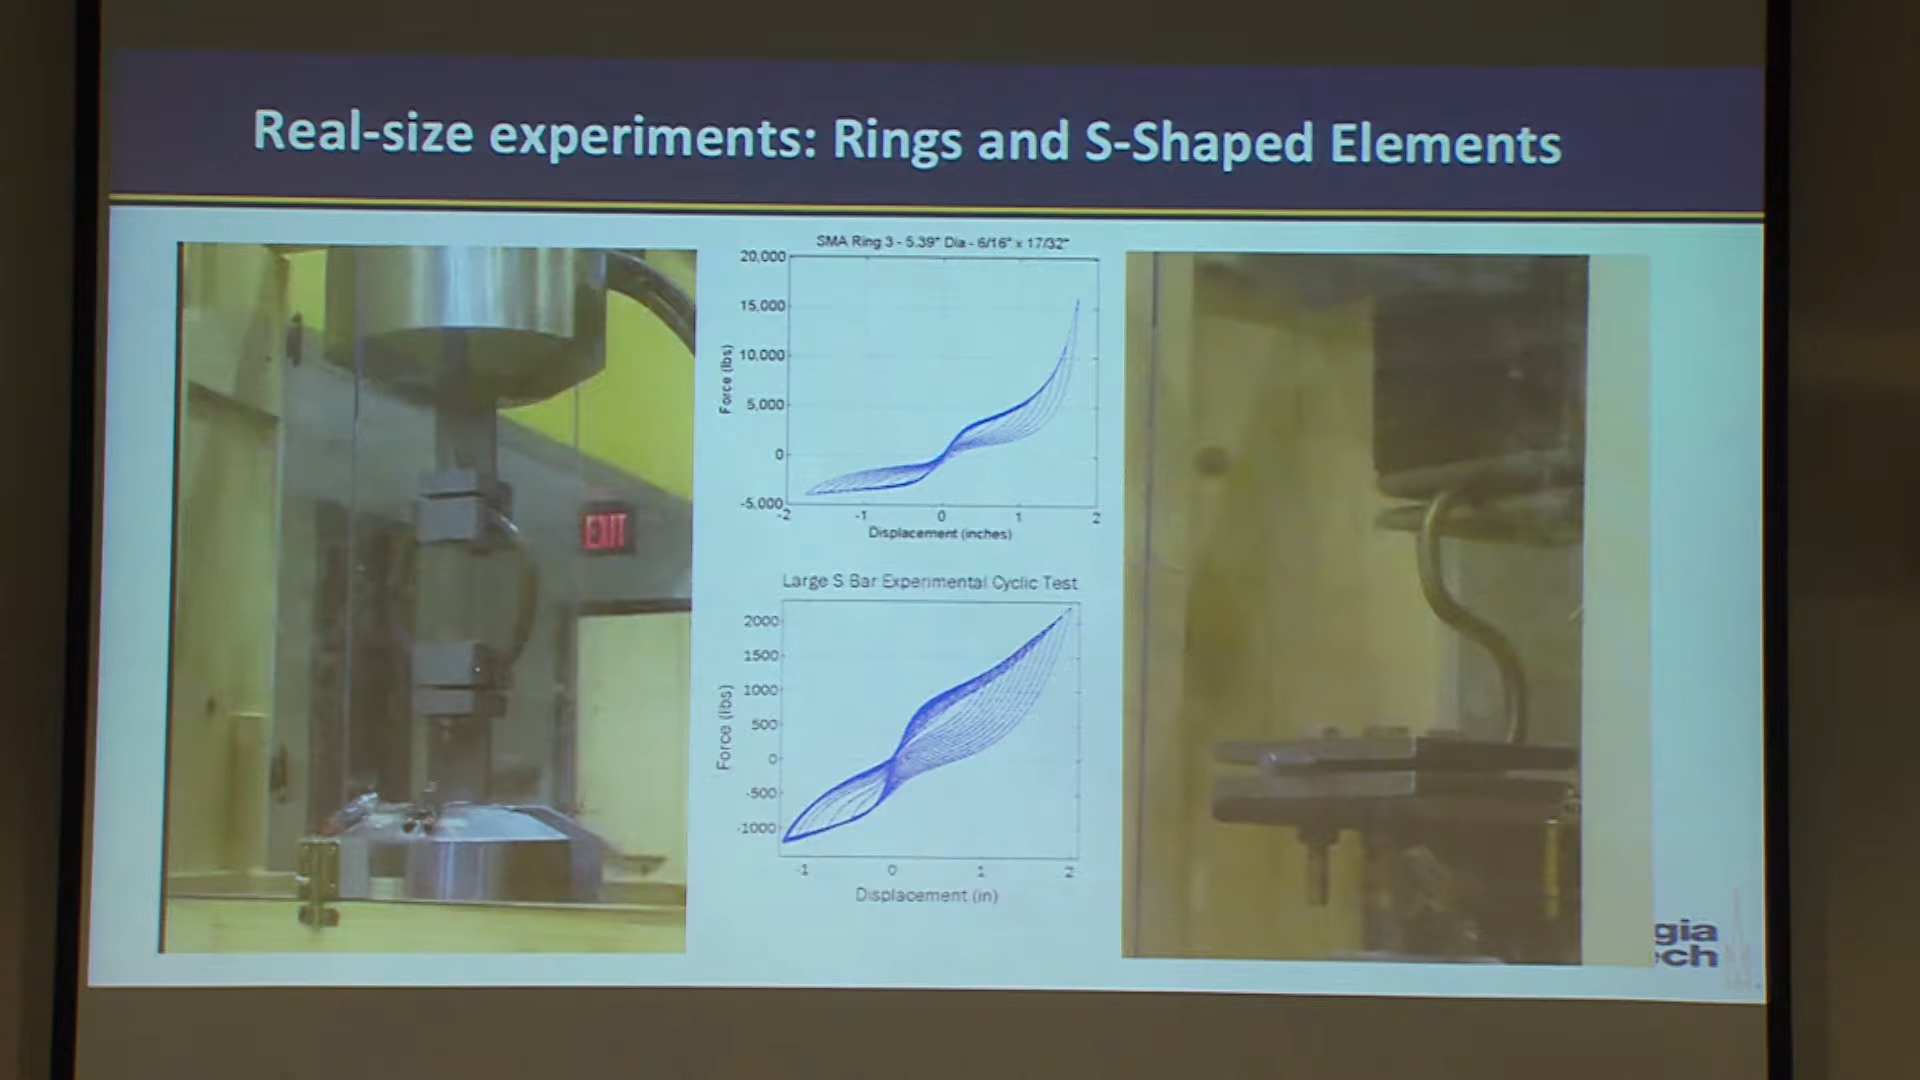 Real-size experiments: Rings and S-Shaped Elements
SMA Ring 3 - 5.39" Dia - 6/16" x 17/32"
20,000
15,000
10,000
5,000
0
-5,000
Force (lbs)
-2 -1 0 1 2
Displacement (inches)
EXIT
Large S Bar Experimental Cyclic Test
2000
1500
1000
500
0
-500
-1000
Force (lbs)
-1 0 1 2
Displacement (in)
gia
ech